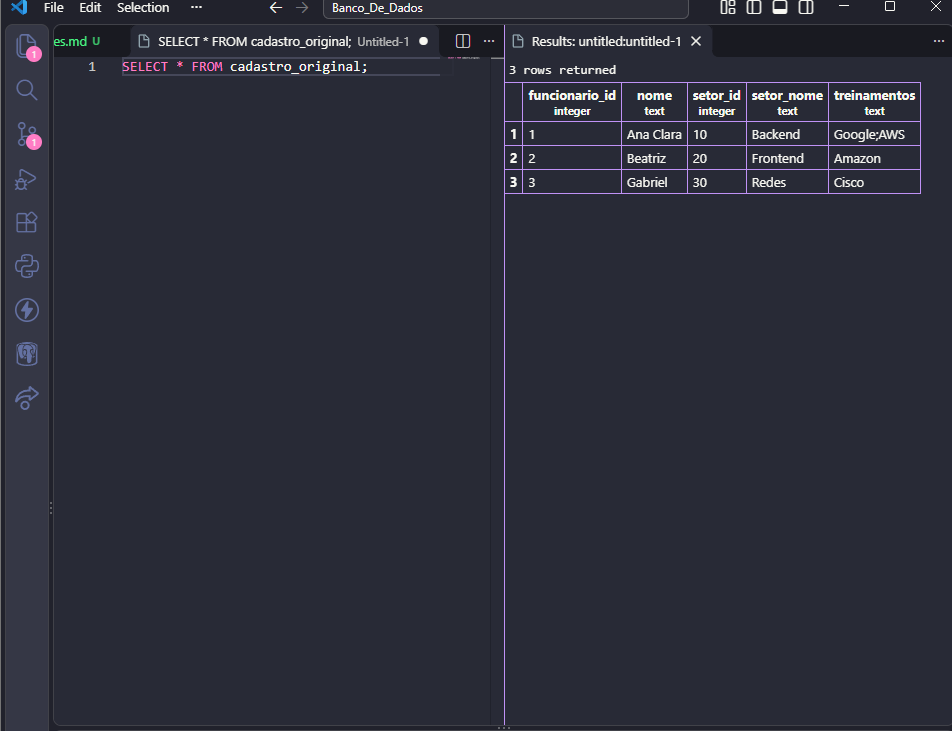 File Edit Selection ··· Banco_De_Dados
es.md U SELECT * FROM cadastro_original; Untitled-1 ···
Results: untitled:untitled-1 ···
1 SELECT * FROM cadastro_original;
3 rows returned
funcionario_id nome setor_id setor_nome treinamentos
integer text integer text text
1 1 Ana Clara 10 Backend Google;AWS
2 2 Beatriz 20 Frontend Amazon
3 3 Gabriel 30 Redes Cisco
1
1